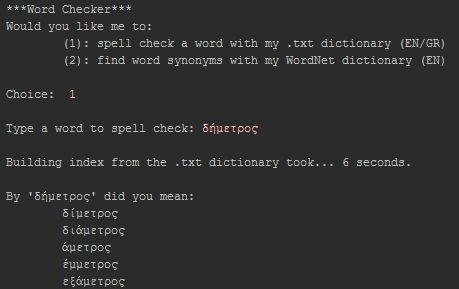 ***Word Checker***
Would you like me to:
(1): spell check a word with my .txt dictionary (EN/GR)
(2): find word synonyms with my WordNet dictionary (EN)
Choice: 1
Type a word to spell check: δήμετρος
Building index from the .txt dictionary took... 6 seconds.
By 'δήμετρος' did you mean:
δίμετρος
διάμετρος
άμετρος
έμμετρος
εξάμετρος